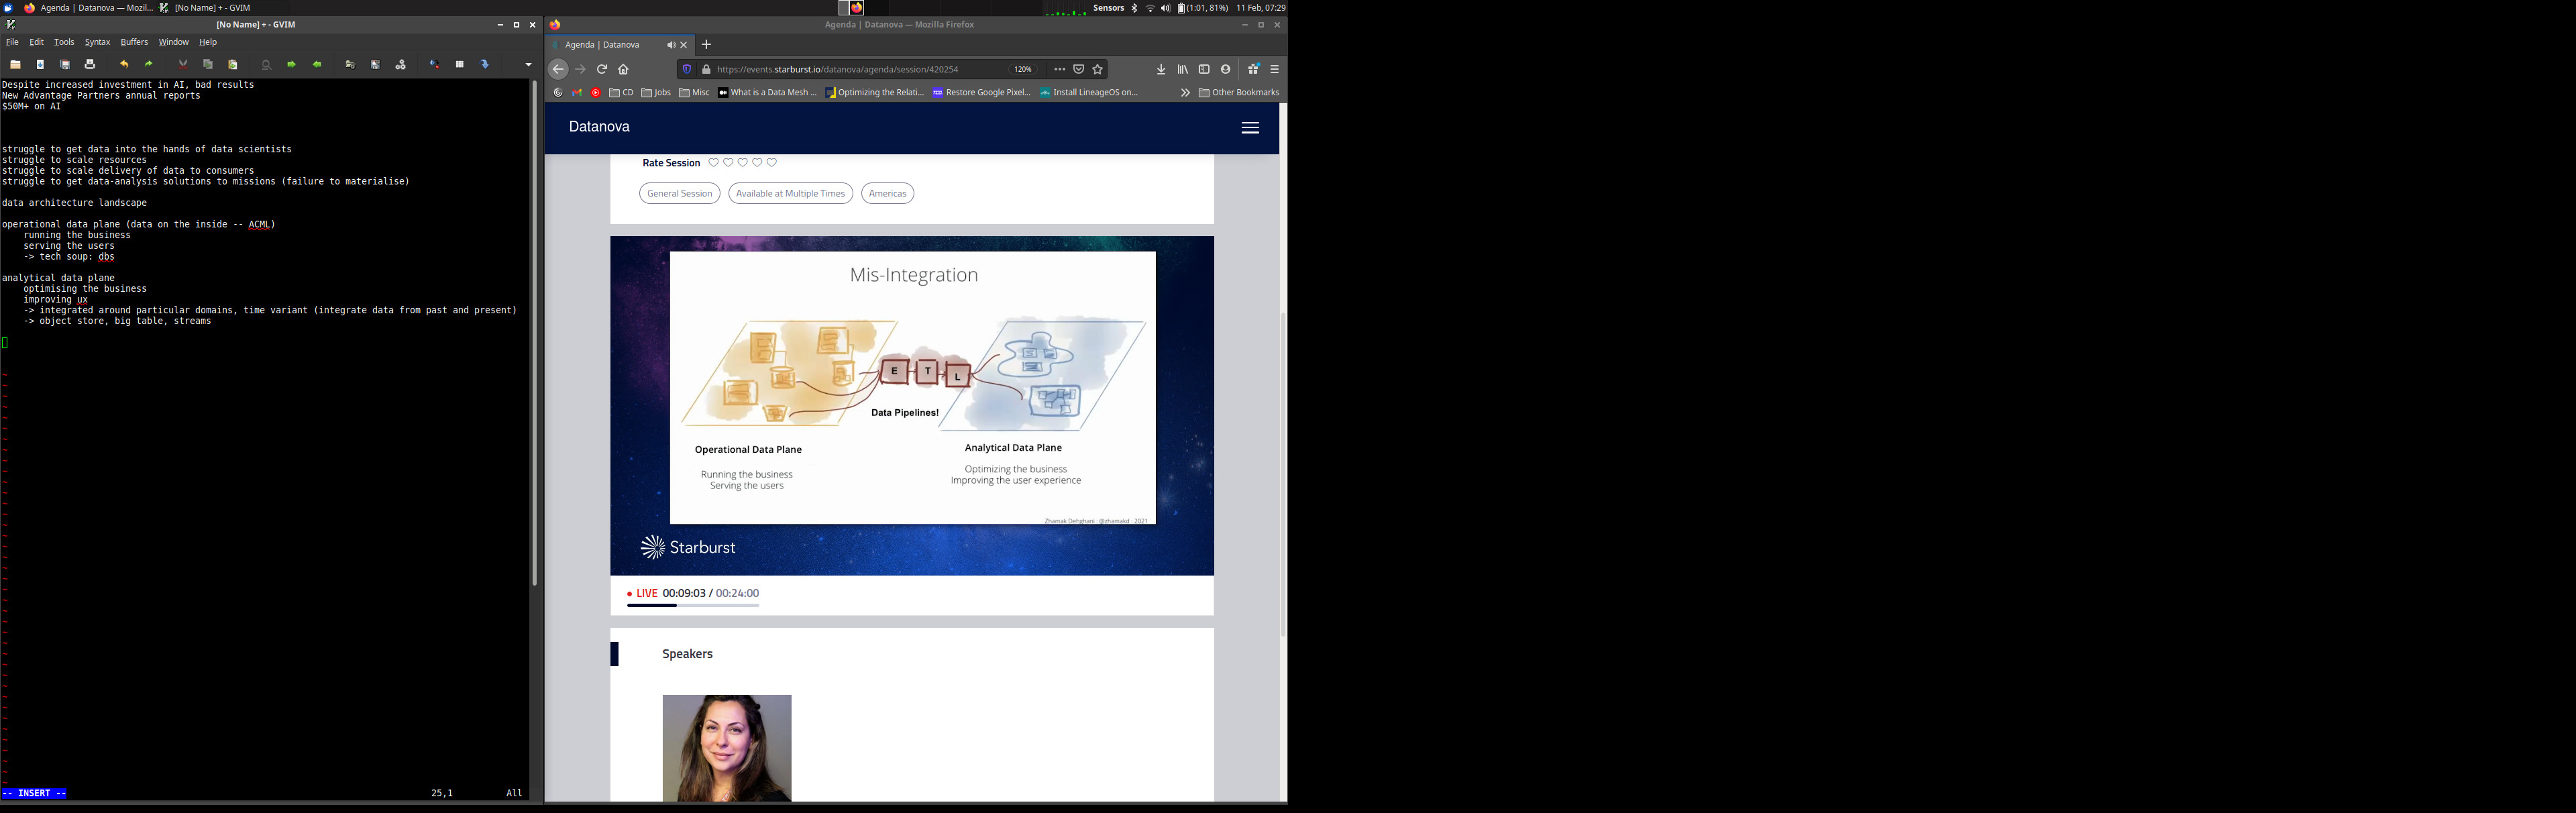 Agenda | Datanova — Mozil... [No Name] + - GVIM
Sensors (1:01, 81%) 11 Feb, 07:29
[No Name] + - GVIM
File Edit Tools Syntax Buffers Window Help
Despite increased investment in AI, bad results
New Advantage Partners annual reports
$50M+ on AI
struggle to get data into the hands of data scientists
struggle to scale resources
struggle to scale delivery of data to consumers
struggle to get data-analysis solutions to missions (failure to materialise)
data architecture landscape
operational data plane (data on the inside -- ACML)
running the business
serving the users
-> tech soup: dbs
analytical data plane
optimising the business
improving ux
-> integrated around particular domains, time variant (integrate data from past and present)
-> object store, big table, streams
-- INSERT -- 25,1 All
Agenda | Datanova — Mozilla Firefox
Agenda | Datanova
https://events.starburst.io/datanova/agenda/session/420254 120%
CD Jobs Misc What is a Data Mesh ... Optimizing the Relati... Restore Google Pixel... Install LineageOS on... Other Bookmarks
Datanova
Rate Session
General Session Available at Multiple Times Americas
Mis-Integration
E T L
Data Pipelines!
Operational Data Plane
Running the business
Serving the users
Analytical Data Plane
Optimizing the business
Improving the user experience
Zhamak Dehghani : @zhamakd : 2021
Starburst
LIVE 00:09:03 / 00:24:00
Speakers